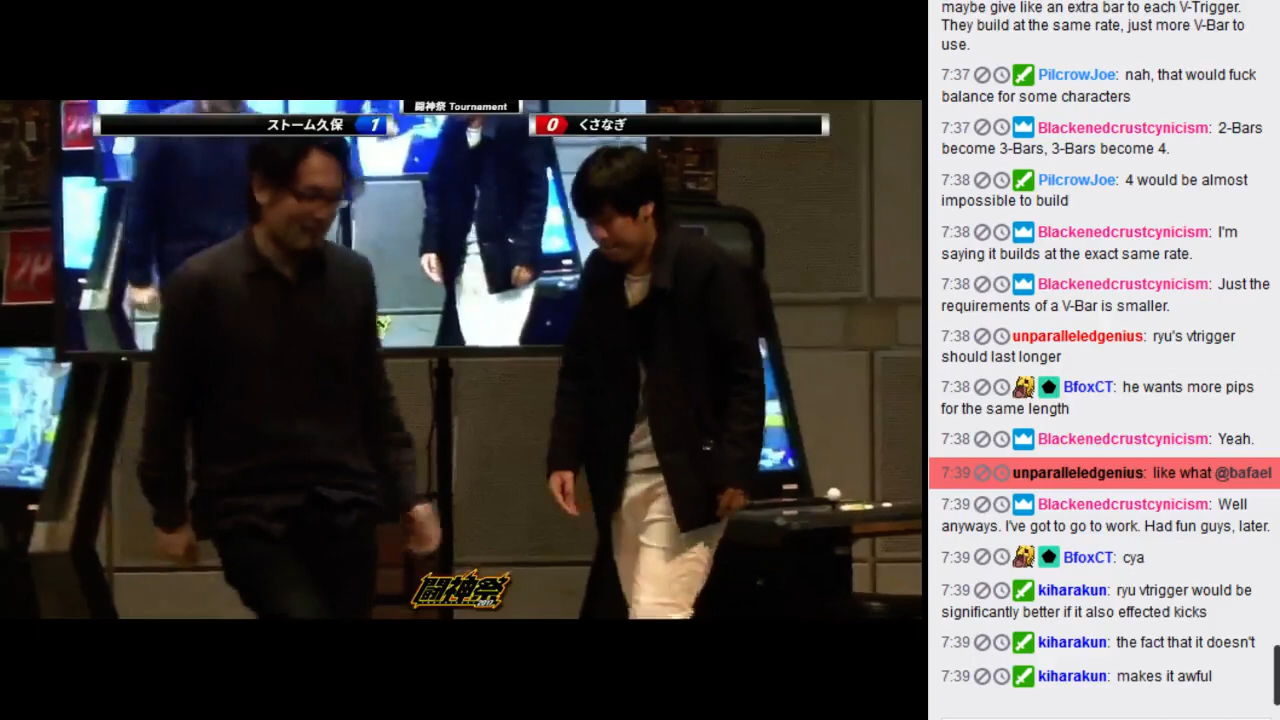 闘神祭 Tournament
ストーム久保 1
0 くさなぎ
2P
闘神祭
2017
maybe give like an extra bar to each V-Trigger.
They build at the same rate, just more V-Bar to
use.
7:37 PilcrowJoe: nah, that would fuck
balance for some characters
7:37 Blackenedcrustcynicism: 2-Bars
become 3-Bars, 3-Bars become 4.
7:38 PilcrowJoe: 4 would be almost
impossible to build
7:38 Blackenedcrustcynicism: I'm
saying it builds at the exact same rate.
7:38 Blackenedcrustcynicism: Just the
requirements of a V-Bar is smaller.
7:38 unparalleledgenius: ryu's vtrigger
should last longer
7:38 BfoxCT: he wants more pips
for the same length
7:38 Blackenedcrustcynicism: Yeah.
7:39 unparalleledgenius: like what @bafael
7:39 Blackenedcrustcynicism: Well
anyways. I've got to go to work. Had fun guys, later.
7:39 BfoxCT: cya
7:39 kiharakun: ryu vtrigger would be
significantly better if it also effected kicks
7:39 kiharakun: the fact that it doesn't
7:39 kiharakun: makes it awful